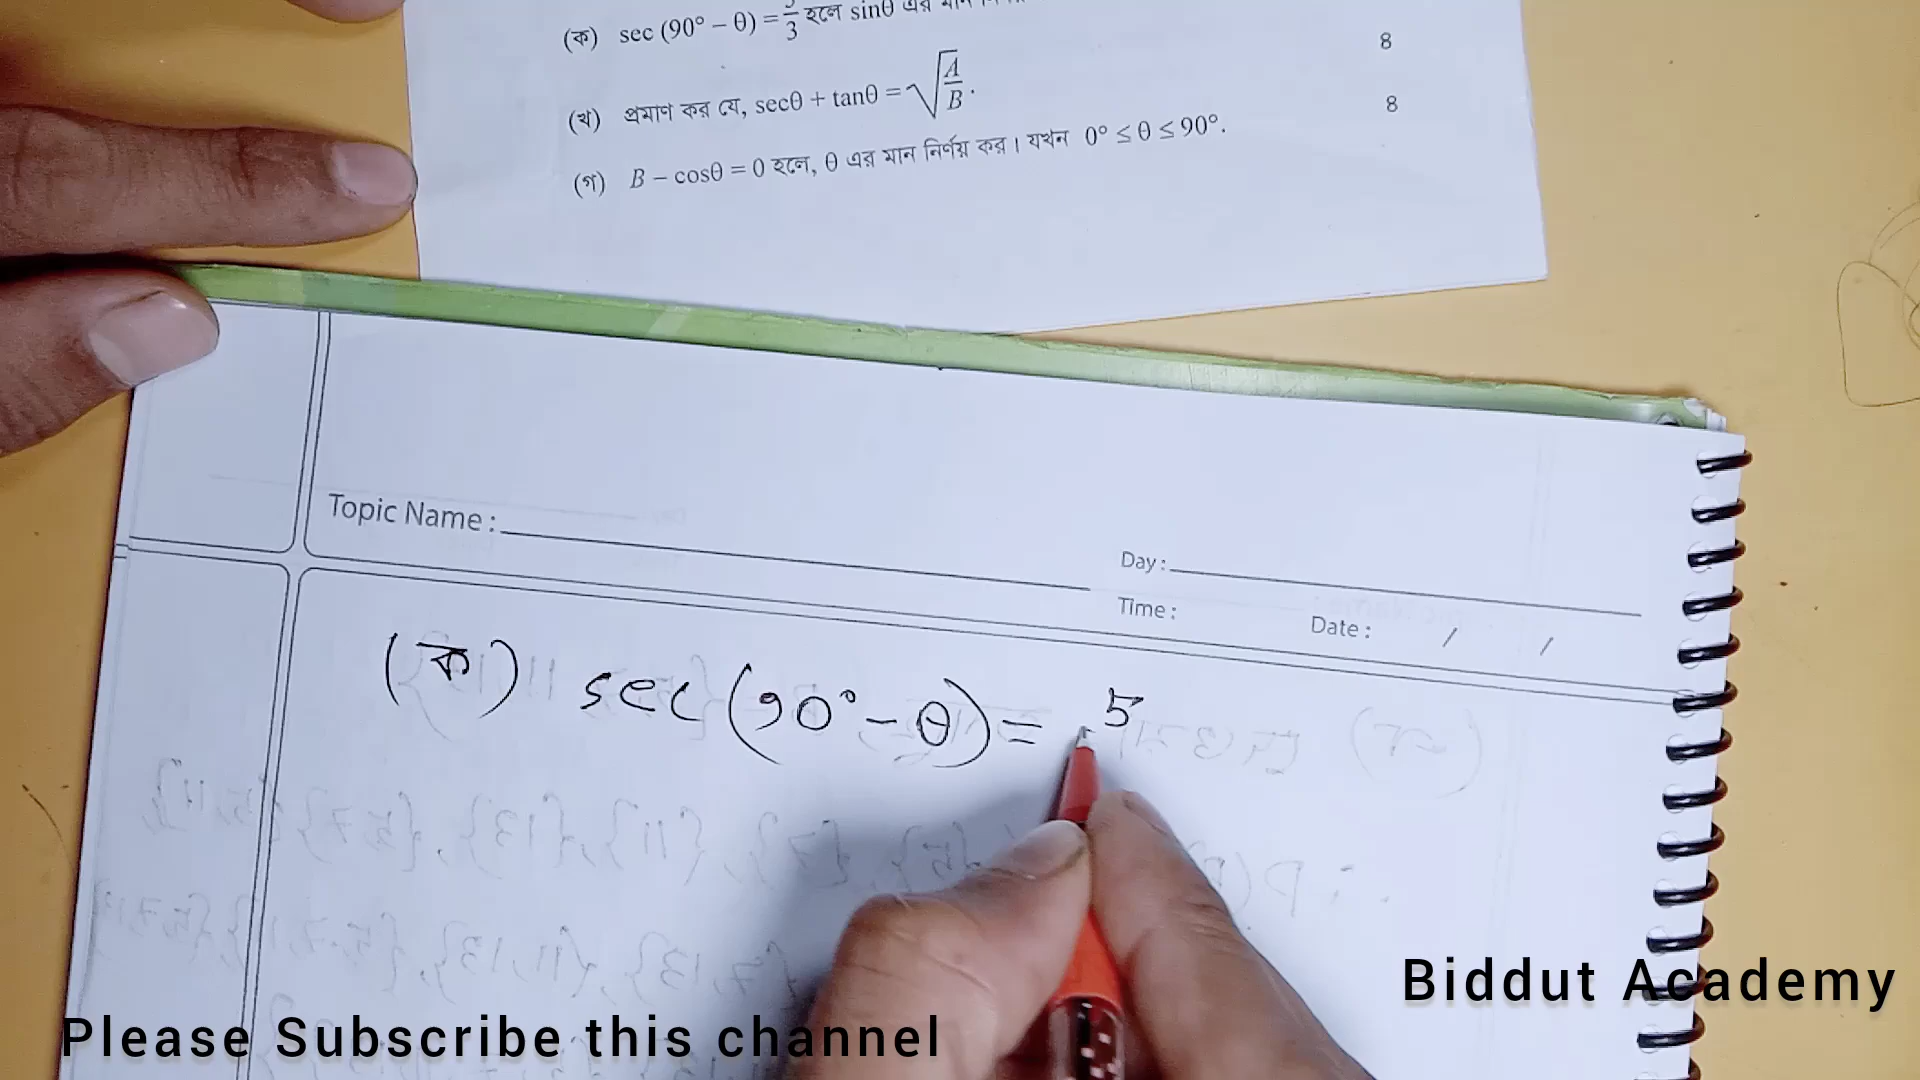 (ক) sec (90° – θ) = 5/3 হলে sinθ এর মান
8
(খ) প্রমাণ কর যে, secθ + tanθ = √(A/B).
8
(গ) B – cosθ = 0 হলে, θ এর মান নির্ণয় কর। যখন 0° ≤ θ ≤ 90°.
Topic Name :
Day :
Time :
Date : / /
(ক) sec (90° – θ) = 5
Biddut Academy
Please Subscribe this channel